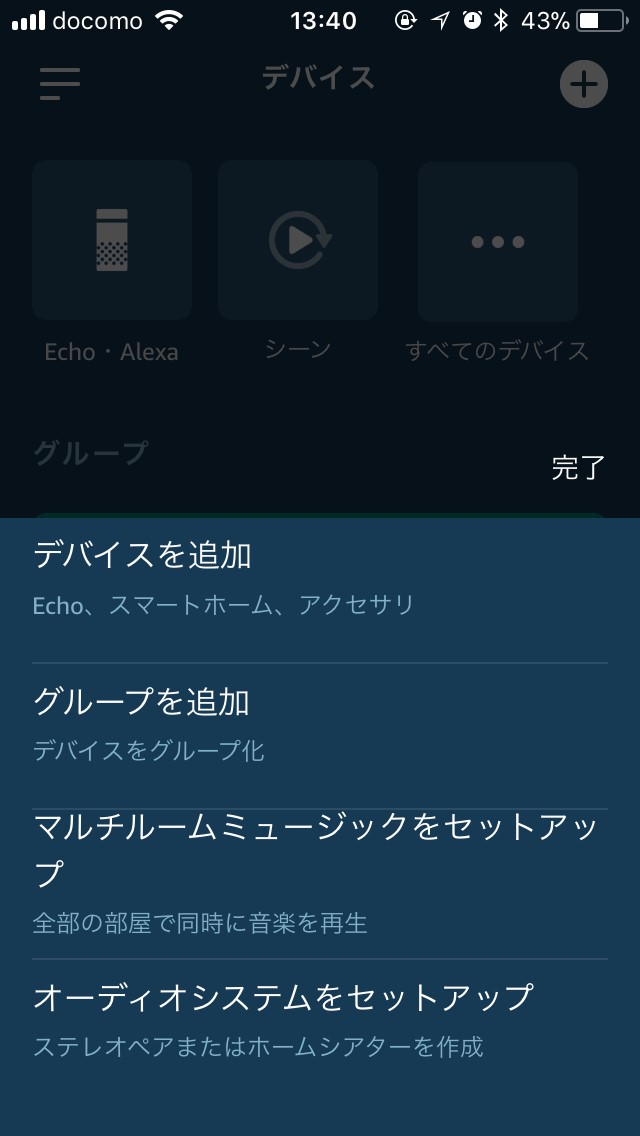 docomo 13:40 43%
デバイス
Echo・Alexa シーン すべてのデバイス
グループ
完了
デバイスを追加
Echo、スマートホーム、アクセサリ
グループを追加
デバイスをグループ化
マルチルームミュージックをセットアッ
プ
全部の部屋で同時に音楽を再生
オーディオシステムをセットアップ
ステレオペアまたはホームシアターを作成